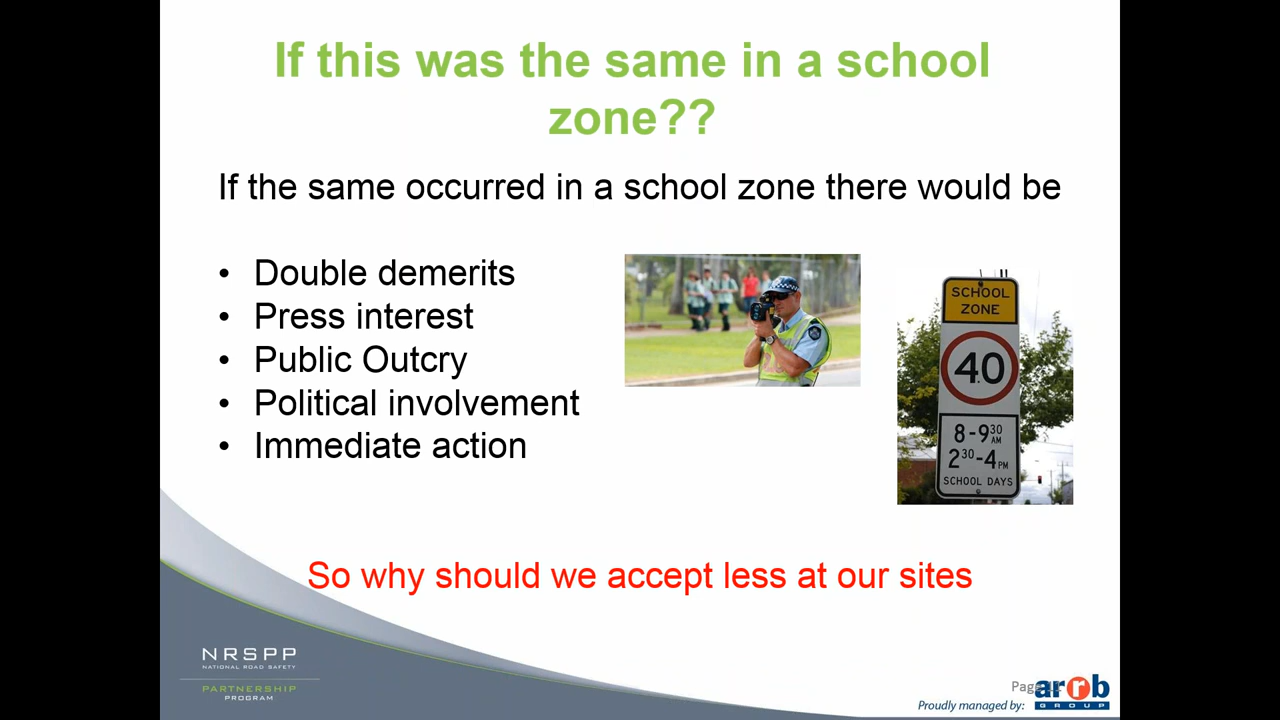 If this was the same in a school
zone??
If the same occurred in a school zone there would be
• Double demerits
• Press interest
• Public Outcry
• Political involvement
• Immediate action
SCHOOL
ZONE
40
8-930 AM
230-4 PM
SCHOOL DAYS
So why should we accept less at our sites
NRSPP
NATIONAL ROAD SAFETY
PARTNERSHIP
PROGRAM
Page
Proudly managed by:
arrb
GROUP